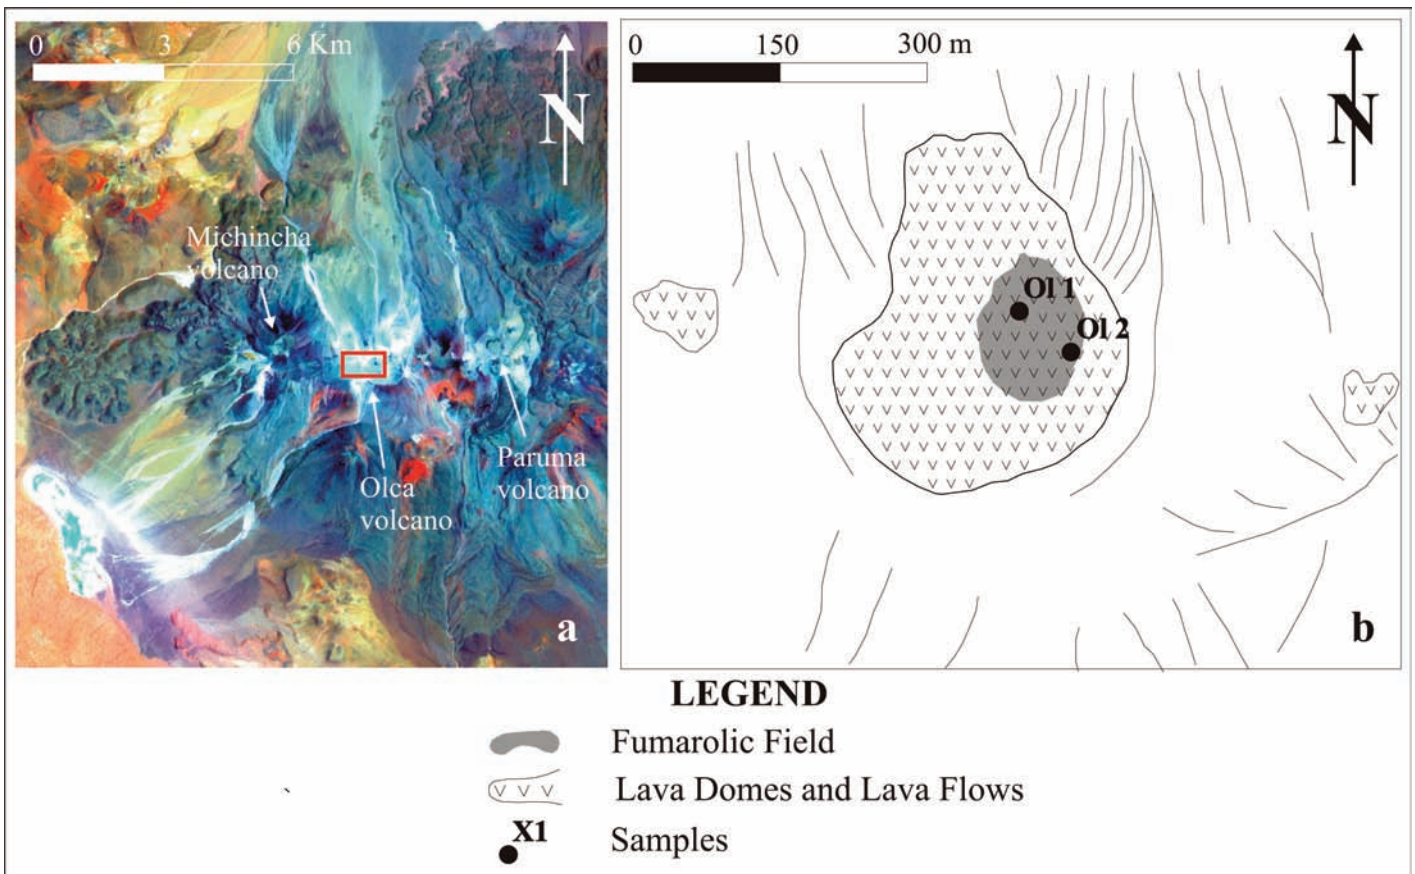 0 3 6 Km
N
Michincha
volcano
Olca
volcano
Paruma
volcano
a
0 150 300 m
N
Ol 1
Ol 2
b
LEGEND
Fumarolic Field
Lava Domes and Lava Flows
X1
Samples